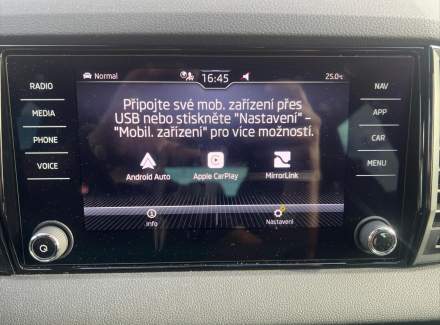 Normal 16:45 25.0°C
RADIO
MEDIA
PHONE
VOICE
Připojte své mob. zařízení přes
USB nebo stiskněte "Nastavení" –
"Mobil. zařízení" pro více možností.
Android Auto Apple CarPlay MirrorLink
Info Nastavení
NAV
APP
CAR
MENU